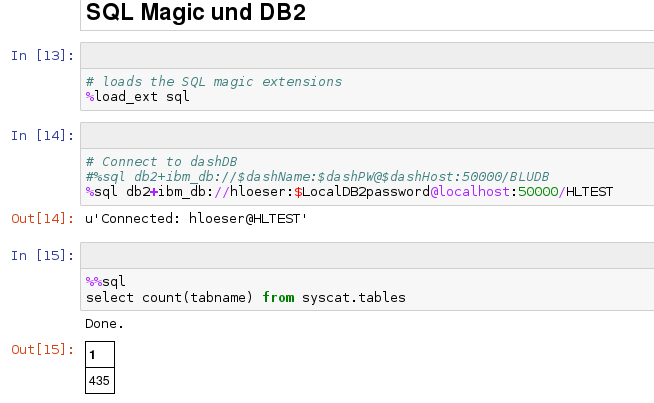 SQL Magic und DB2
In [13]:
# loads the SQL magic extensions
%load_ext sql
In [14]:
# Connect to dashDB
#%sql db2+ibm_db://$dashName:$dashPW@$dashHost:50000/BLUDB
%sql db2+ibm_db://hloeser:$LocalDB2password@localhost:50000/HLTEST
Out[14]: u'Connected: hloeser@HLTEST'
In [15]:
%%sql
select count(tabname) from syscat.tables
Done.
Out[15]: 1
435